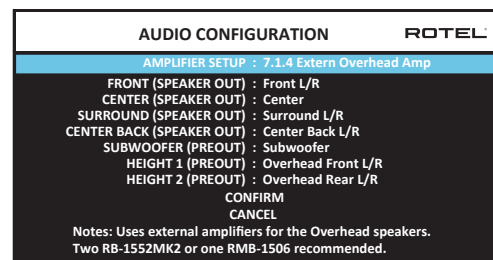 AUDIO CONFIGURATION ROTEL
AMPLIFIER SETUP : 7.1.4 Extern Overhead Amp
FRONT (SPEAKER OUT) : Front L/R
CENTER (SPEAKER OUT) : Center
SURROUND (SPEAKER OUT) : Surround L/R
CENTER BACK (SPEAKER OUT) : Center Back L/R
SUBWOOFER (PREOUT) : Subwoofer
HEIGHT 1 (PREOUT) : Overhead Front L/R
HEIGHT 2 (PREOUT) : Overhead Rear L/R
CONFIRM
CANCEL
Notes: Uses external amplifiers for the Overhead speakers.
Two RB-1552MK2 or one RMB-1506 recommended.